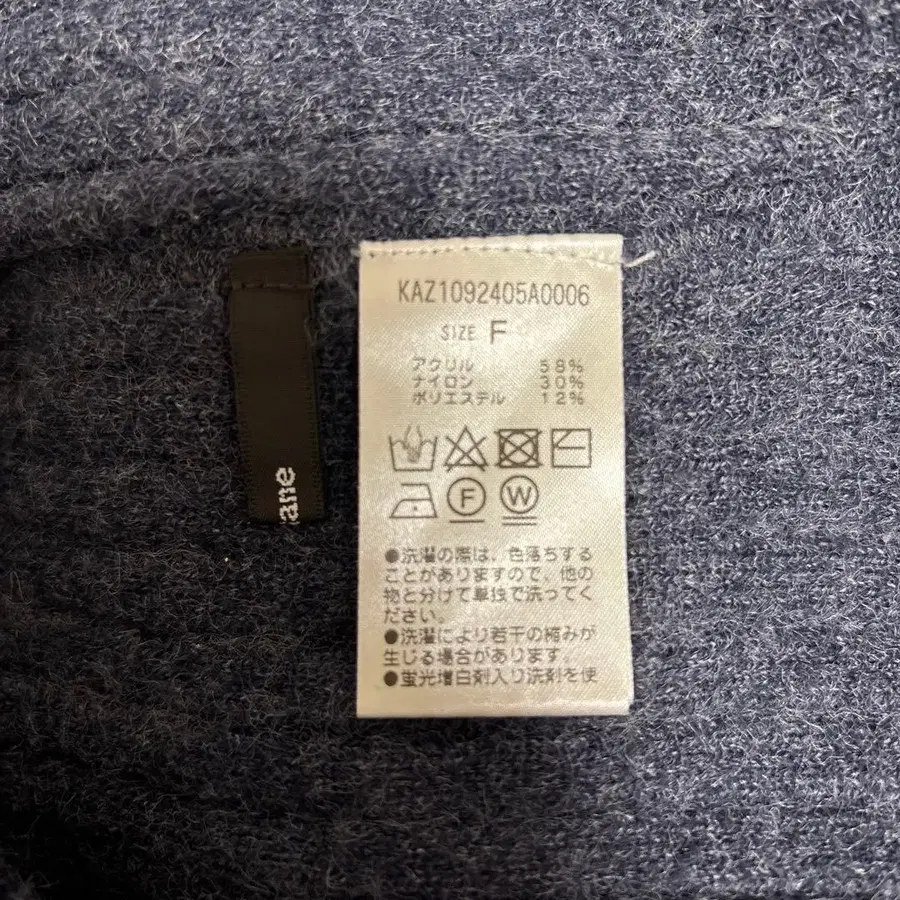 KAZ1092405A0006
SIZE F
アクリル 58%
ナイロン 30%
ポリエステル 12%
F W
●洗濯の際は、色落ちする
ことがありますので、他の
物と分けて単独で洗ってく
ださい。
●洗濯により若干の縮みが
生じる場合があります。
●蛍光増白剤入り洗剤を使
ane